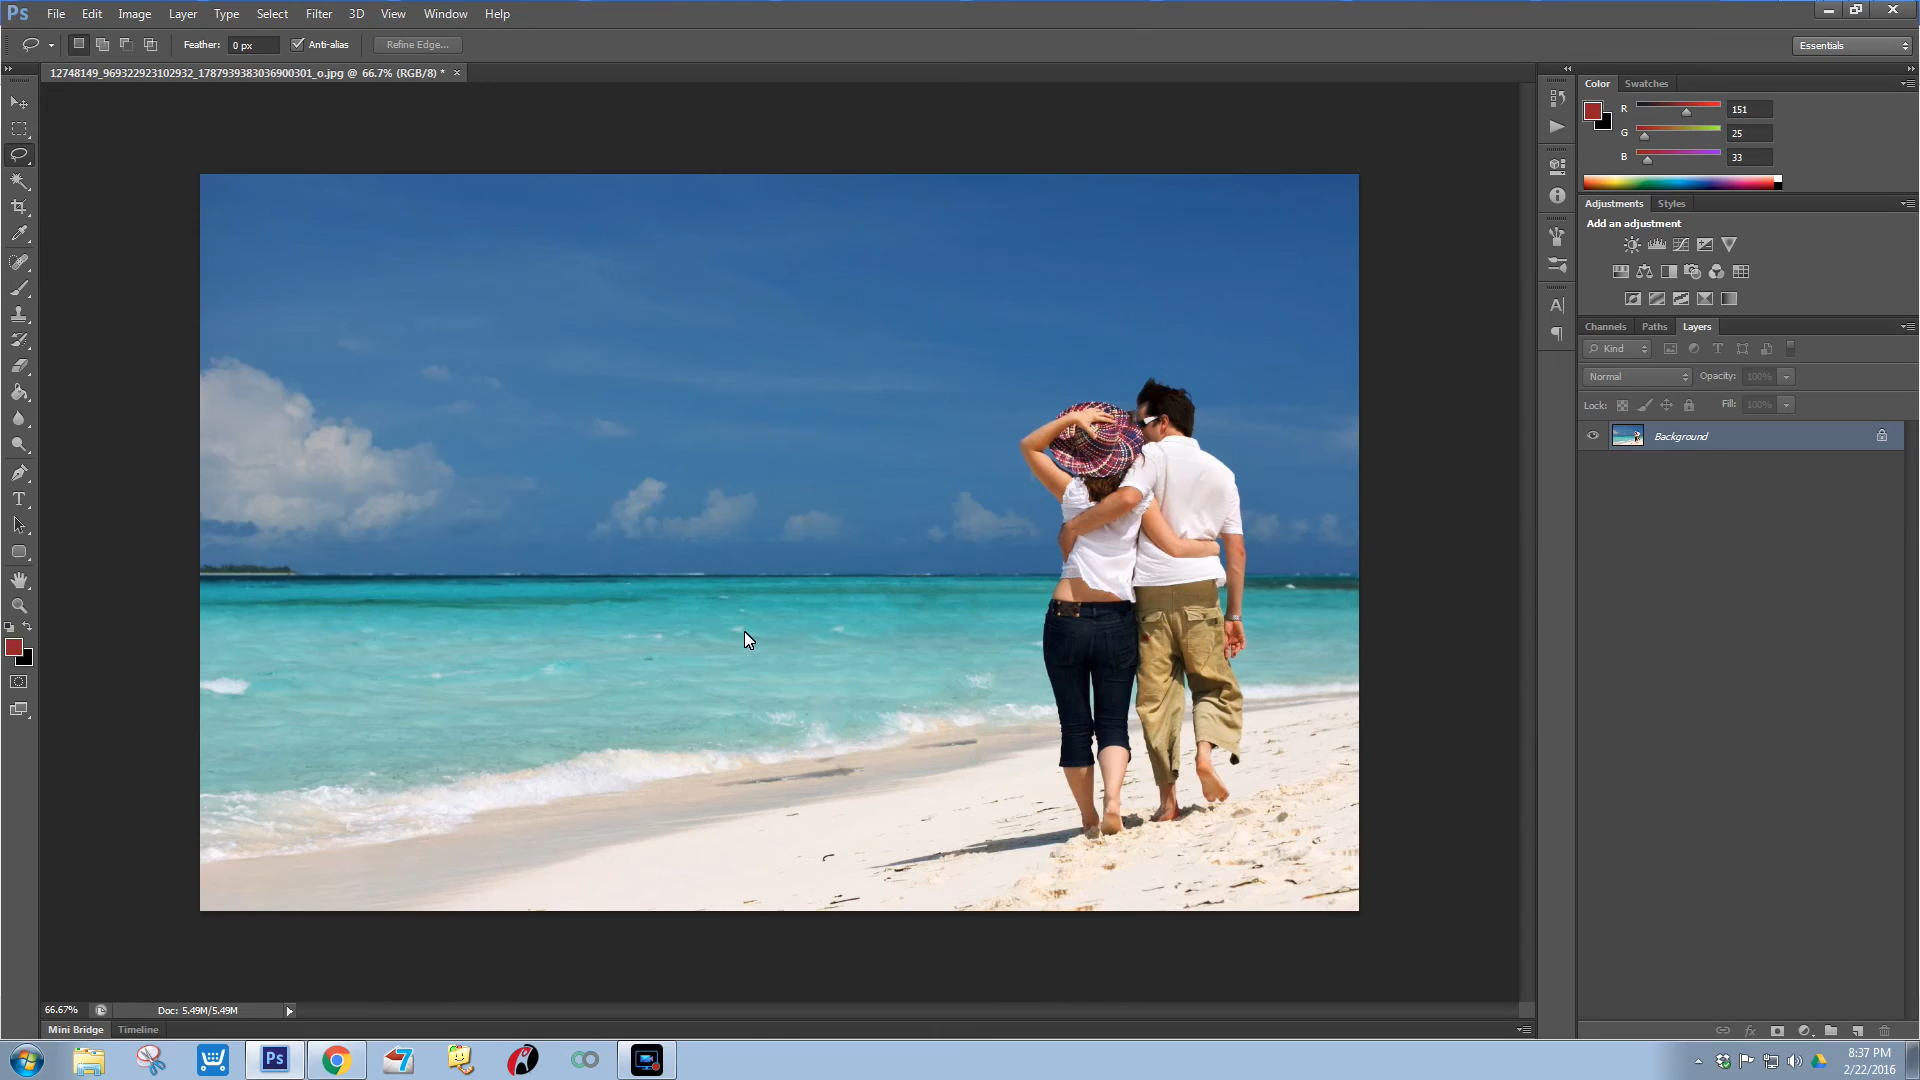 Ps File Edit Image Layer Type Select Filter 3D View Window Help
Feather: 0 px Anti-alias Refine Edge... Essentials
12748149_969322923102932_1787939383036900301_o.jpg @ 66.7% (RGB/8) *
Color Swatches
R 151
G 25
B 33
Adjustments Styles
Add an adjustment
Channels Paths Layers
Kind
Normal Opacity: 100%
Lock: Fill: 100%
Background
66.67% Doc: 5.49M/5.49M
Mini Bridge Timeline
Ps
8:37 PM
2/22/2016